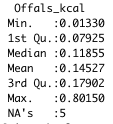 Offals_kcal
Min.   :0.01330
1st Qu.:0.07925
Median :0.11855
Mean   :0.14527
3rd Qu.:0.17902
Max.   :0.80150
NA's   :5